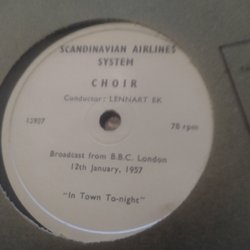 SCANDINAVIAN AIRLINES
SYSTEM
CHOIR
Conductor: LENNART EK
13907 78 rpm
Broadcast from B.B.C. London
12th January, 1957
"In Town To-night"